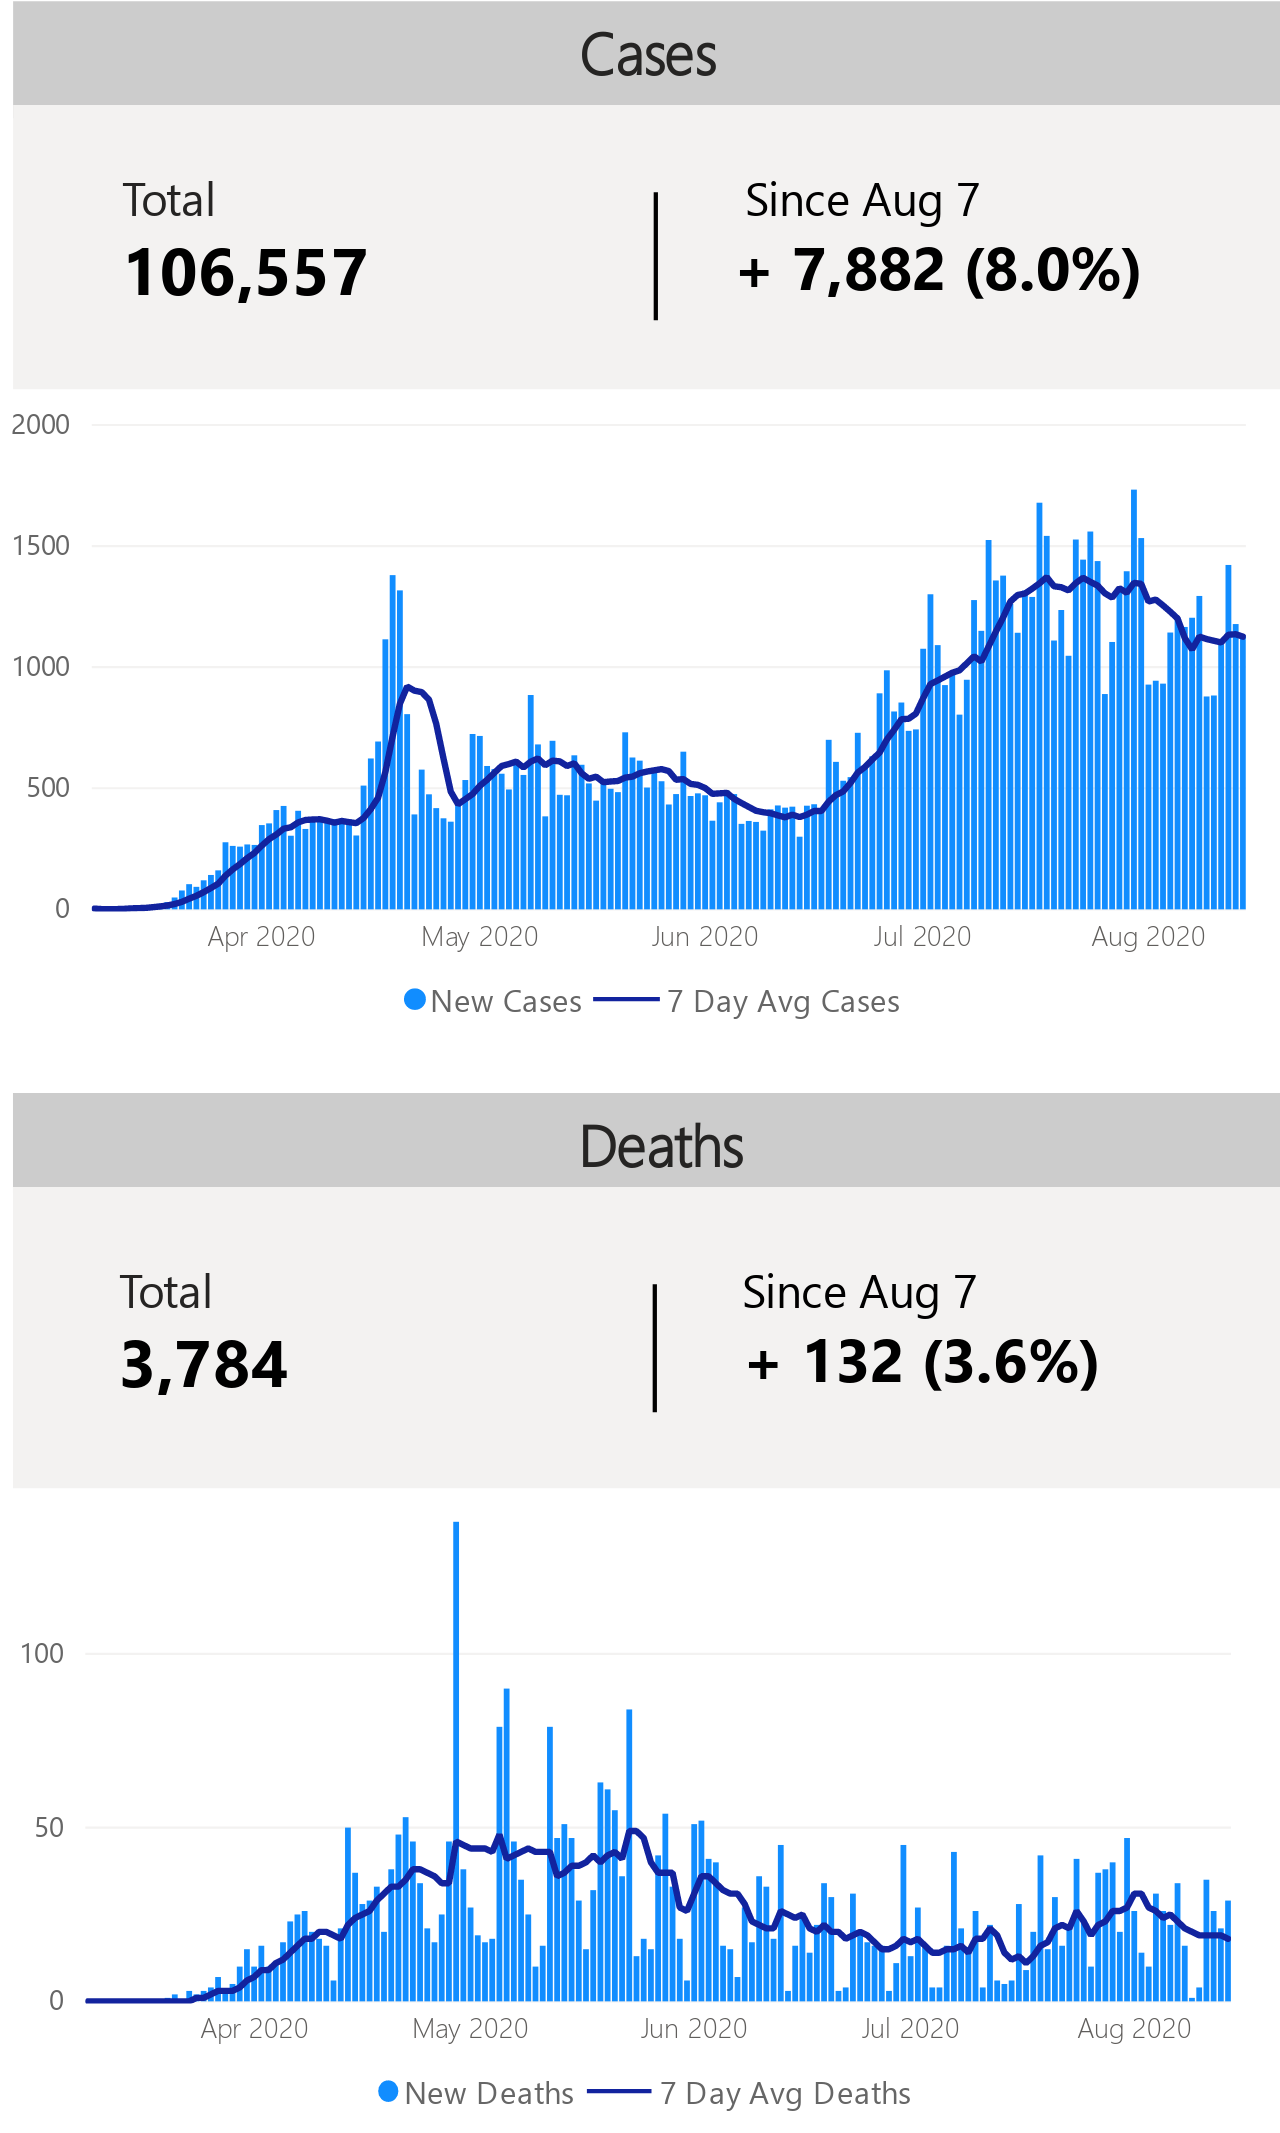 Cases
Total
Since Aug 7
106,557
+ 7,882 (8.0%)
2000
1500
1000
500
0
Apr 2020
May 2020
Jun 2020
Jul 2020
Aug 2020
New Cases
7 Day Avg Cases
Deaths
Total
Since Aug 7
3,784
+ 132 (3.6%)
100
50
0
Apr 2020
May 2020
Jun 2020
Jul 2020
Aug 2020
New Deaths
7 Day Avg Deaths